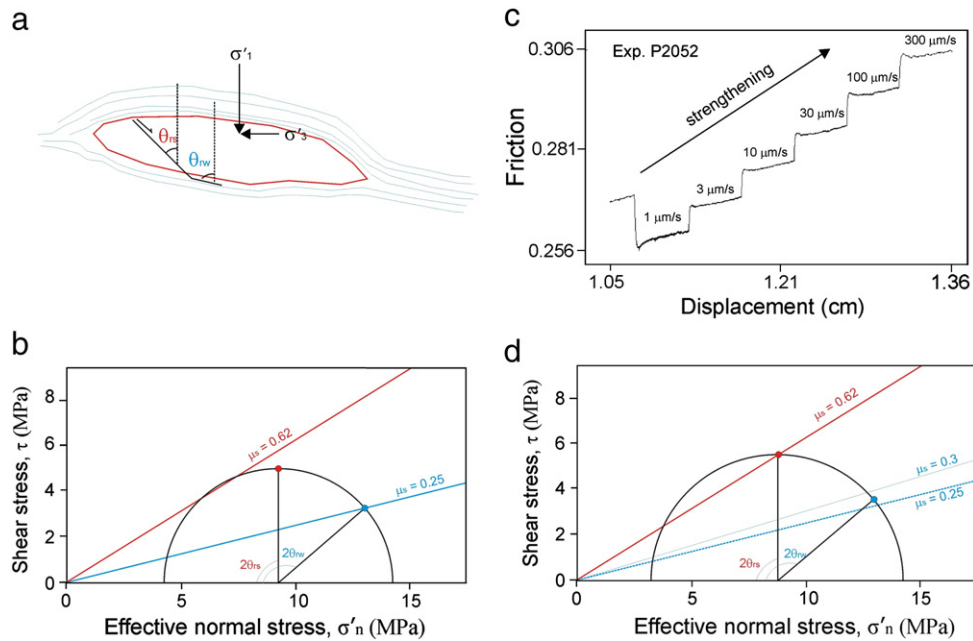 a
σ'₁
σ'₃
θrs
θrw
c
Exp. P2052
strengthening
1 μm/s
3 μm/s
10 μm/s
30 μm/s
100 μm/s
300 μm/s
0.306
0.281
0.256
Friction
1.05
1.21
1.36
Displacement (cm)
b
Shear stress, τ (MPa)
8
6
4
2
0
μs = 0.62
μs = 0.25
2θrs
2θrw
0
5
10
15
Effective normal stress, σ'n (MPa)
d
Shear stress, τ (MPa)
8
6
4
2
0
μs = 0.62
μs = 0.3
μs = 0.25
2θrs
2θrw
0
5
10
15
Effective normal stress, σ'n (MPa)